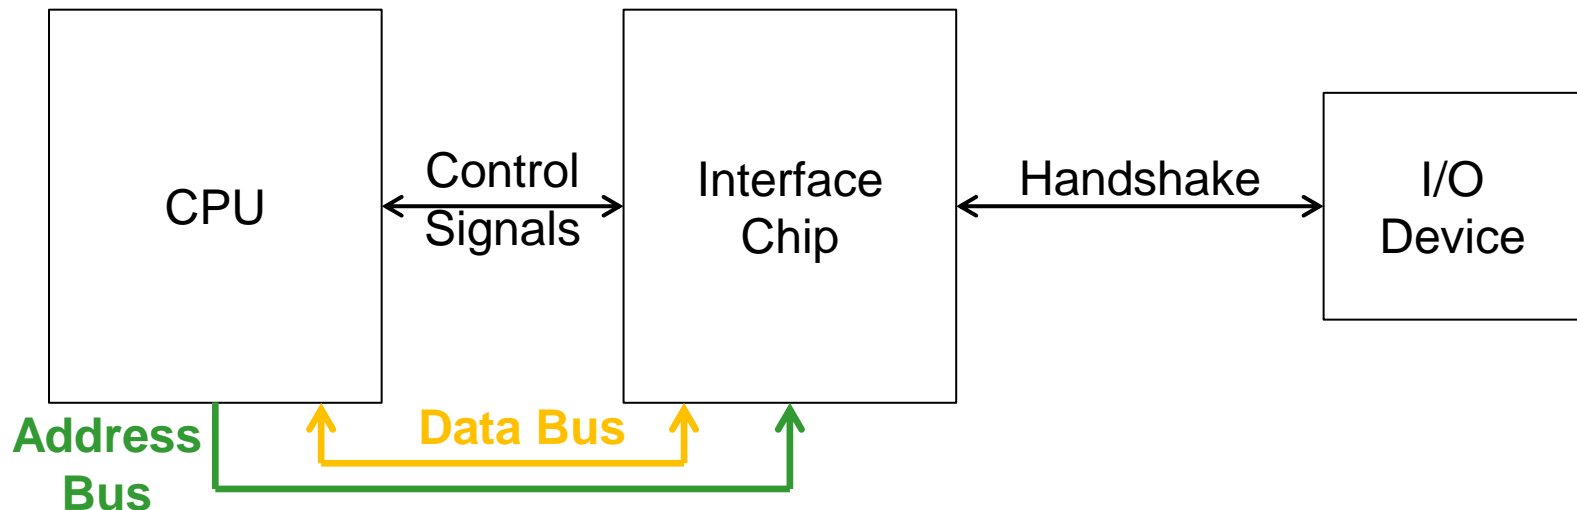 CPU
Control
Signals
Interface
Chip
Handshake
I/O
Device
Address
Bus
Data Bus